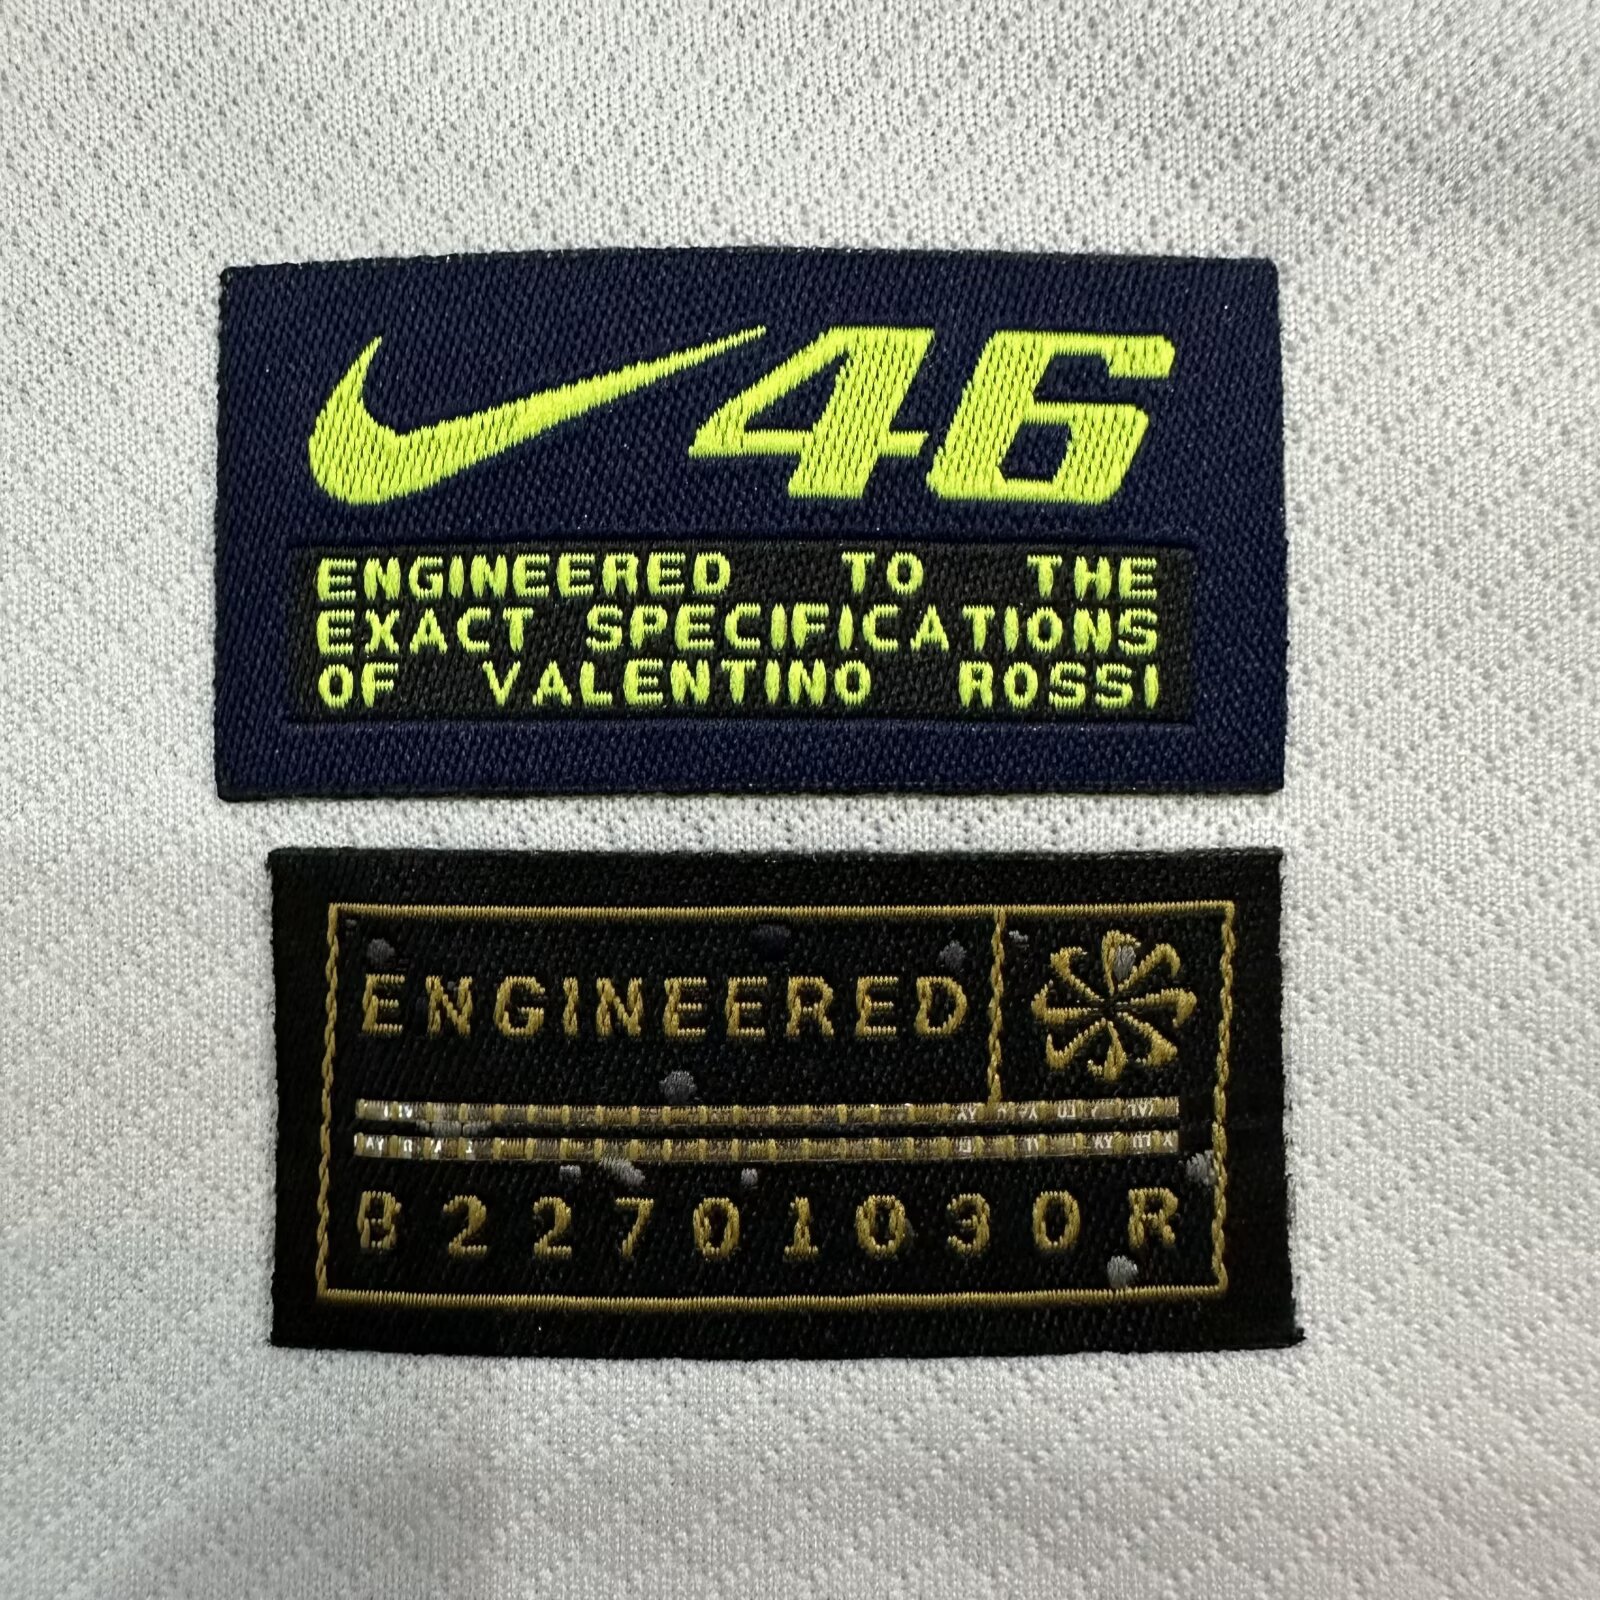 46
ENGINEERED TO THE
EXACT SPECIFICATIONS
OF VALENTINO ROSSI
ENGINEERED
B22701030R